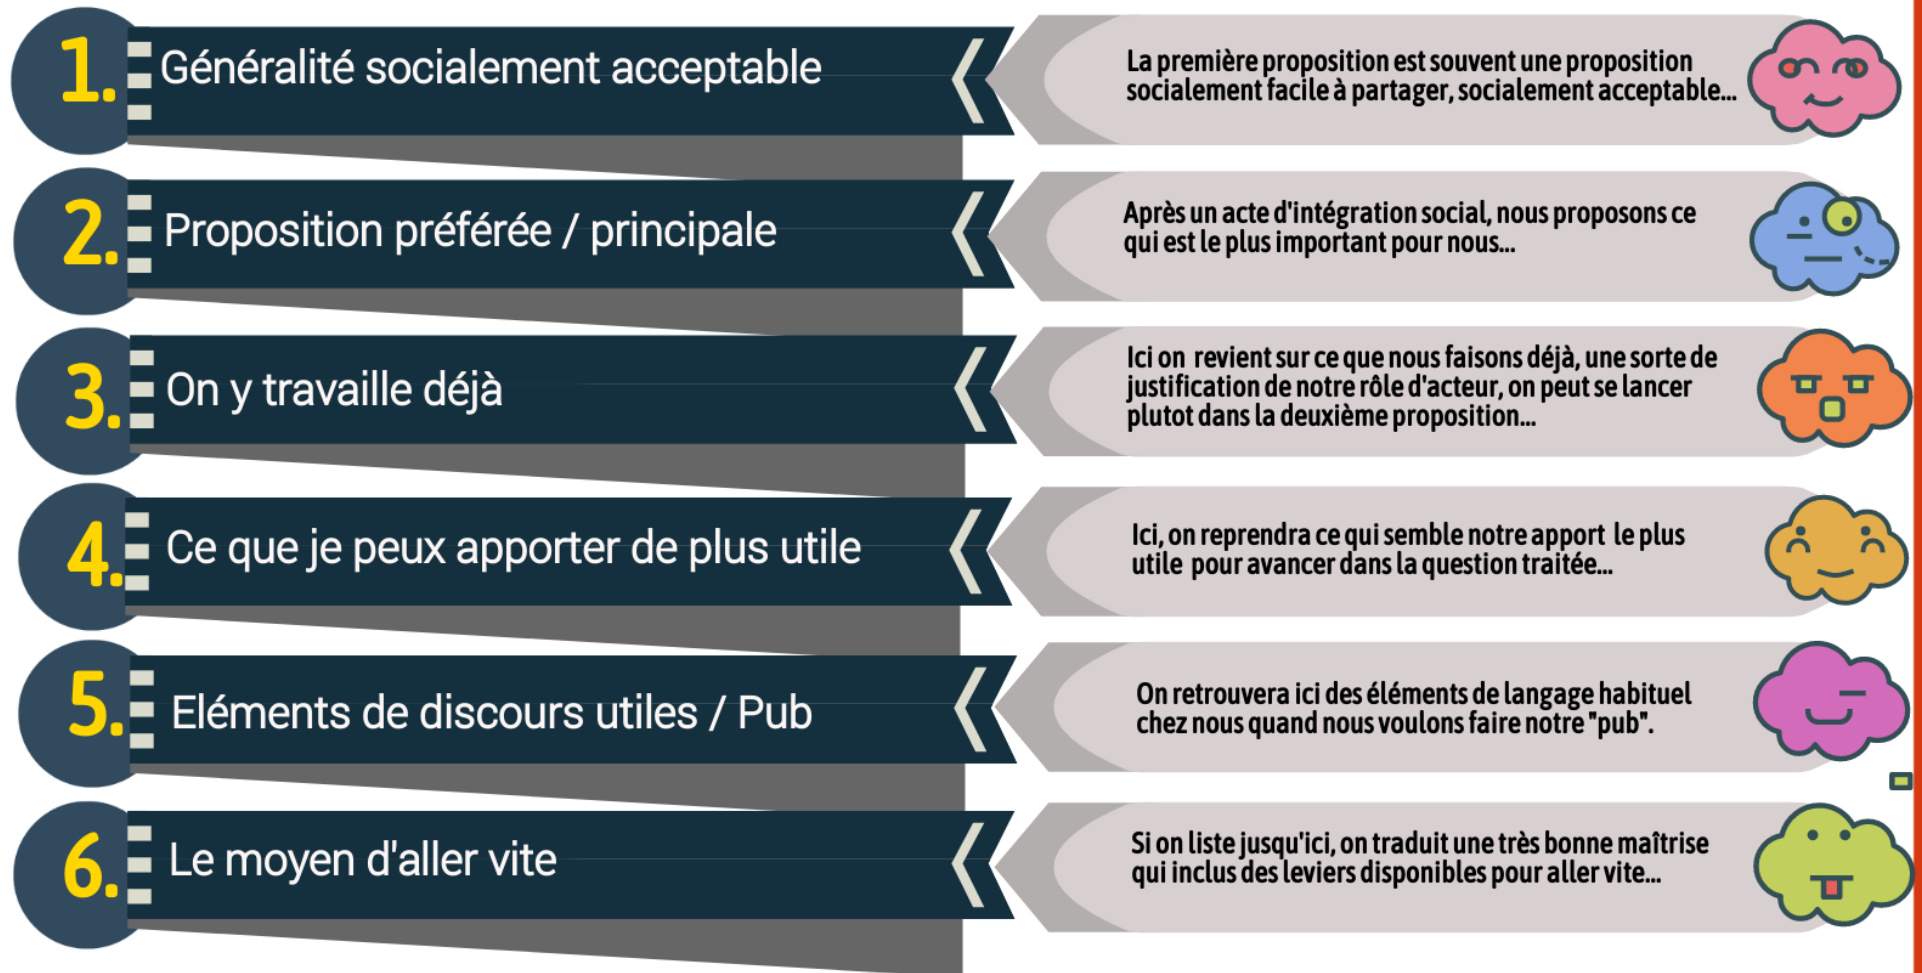 1.
Généralité socialement acceptable
La première proposition est souvent une proposition
socialement facile à partager, socialement acceptable...
2.
Proposition préférée / principale
Après un acte d'intégration social, nous proposons ce
qui est le plus important pour nous...
3.
On y travaille déjà
Ici on revient sur ce que nous faisons déjà, une sorte de
justification de notre rôle d'acteur, on peut se lancer
plutot dans la deuxième proposition...
4.
Ce que je peux apporter de plus utile
Ici, on reprendra ce qui semble notre apport le plus
utile pour avancer dans la question traitée...
5.
Eléments de discours utiles / Pub
On retrouvera ici des éléments de langage habituel
chez nous quand nous voulons faire notre "pub".
6.
Le moyen d'aller vite
Si on liste jusqu'ici, on traduit une très bonne maîtrise
qui inclus des leviers disponibles pour aller vite...